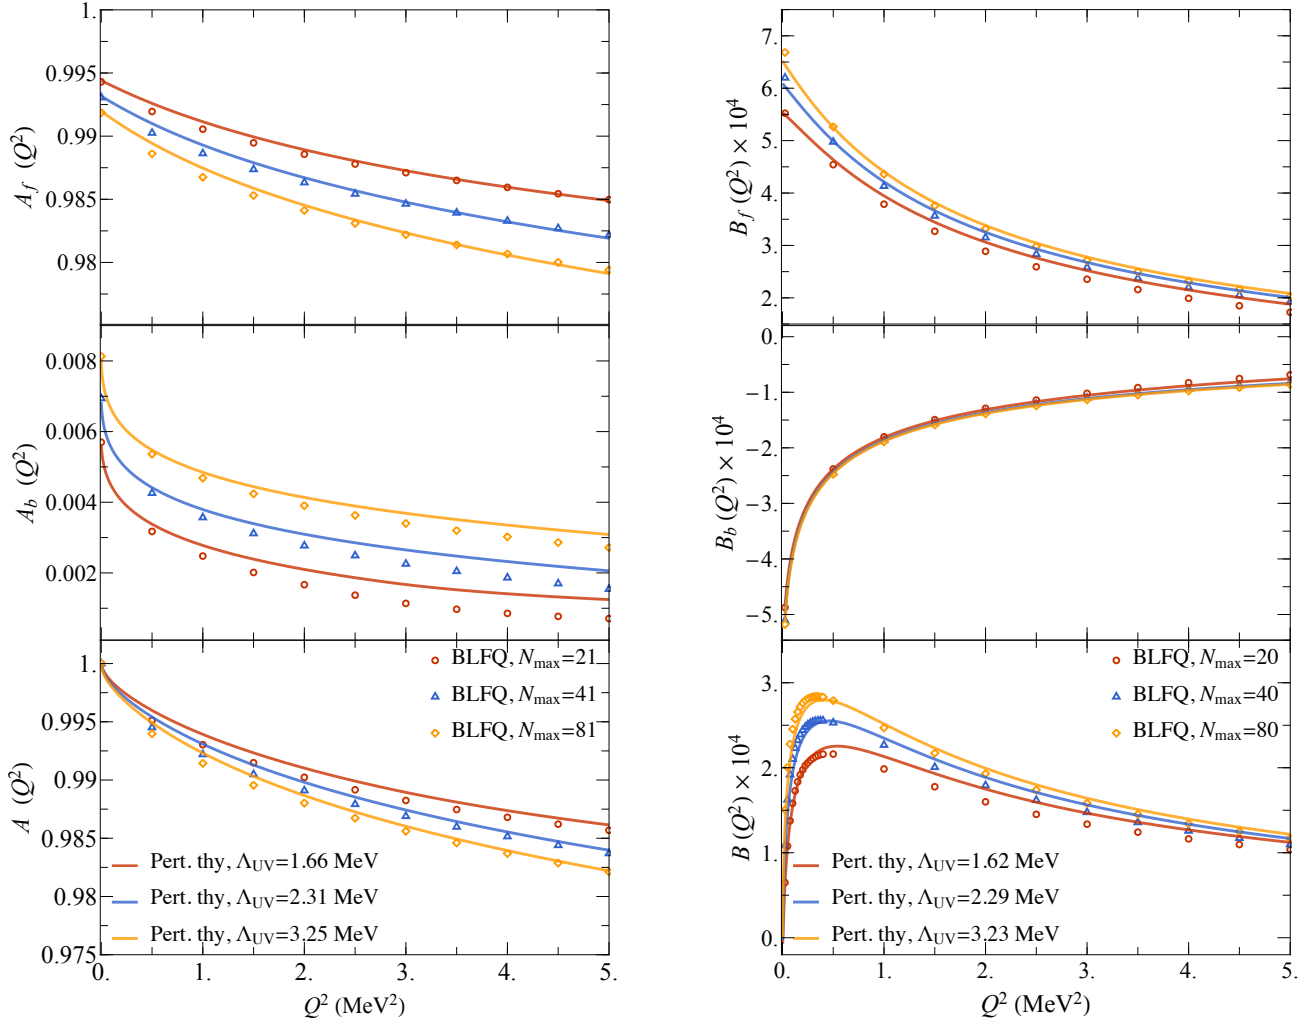 1.
0.995
0.99
0.985
0.98
A_f (Q^2)
0.008
0.006
0.004
0.002
A_b (Q^2)
1.
0.995
0.99
0.985
0.98
0.975
A (Q^2)
BLFQ, N_max=21
BLFQ, N_max=41
BLFQ, N_max=81
Pert. thy, Λ_UV=1.66 MeV
Pert. thy, Λ_UV=2.31 MeV
Pert. thy, Λ_UV=3.25 MeV
0. 1. 2. 3. 4. 5.
Q^2 (MeV^2)
7.
6.
5.
4.
3.
2.
B_f (Q^2) × 10^4
0.
−1.
−2.
−3.
−4.
−5.
B_b (Q^2) × 10^4
3.
2.
1.
0.
B (Q^2) × 10^4
BLFQ, N_max=20
BLFQ, N_max=40
BLFQ, N_max=80
Pert. thy, Λ_UV=1.62 MeV
Pert. thy, Λ_UV=2.29 MeV
Pert. thy, Λ_UV=3.23 MeV
0. 1. 2. 3. 4. 5.
Q^2 (MeV^2)